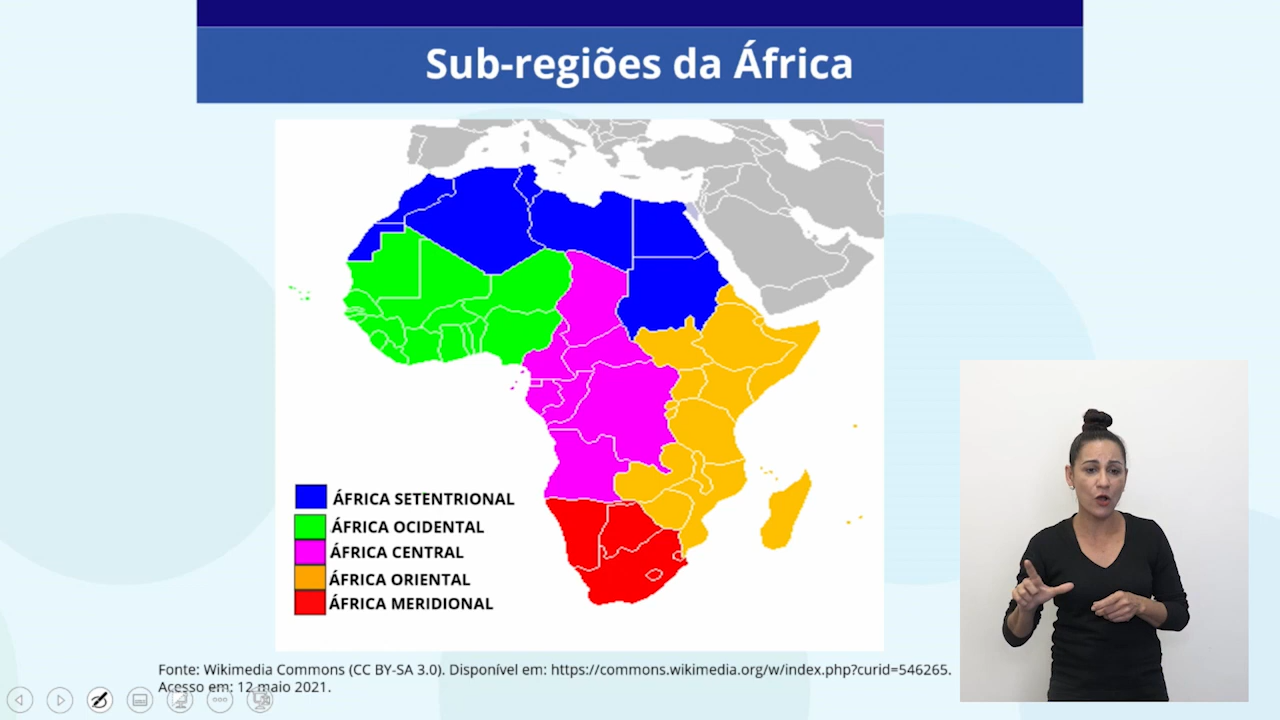 Sub-regiões da África
ÁFRICA SETENTRIONAL
ÁFRICA OCIDENTAL
ÁFRICA CENTRAL
ÁFRICA ORIENTAL
ÁFRICA MERIDIONAL
Fonte: Wikimedia Commons (CC BY-SA 3.0). Disponível em: https://commons.wikimedia.org/w/index.php?curid=546265.
Acesso em: 12 maio 2021.